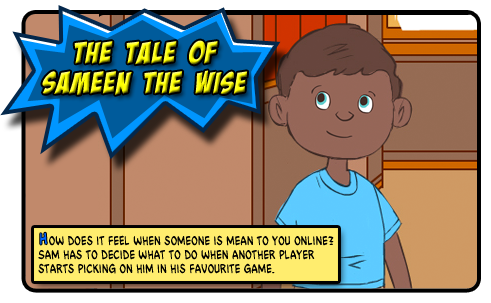 THE TALE OF
SAMEEN THE WISE
HOW DOES IT FEEL WHEN SOMEONE IS MEAN TO YOU ONLINE?
SAM HAS TO DECIDE WHAT TO DO WHEN ANOTHER PLAYER
STARTS PICKING ON HIM IN HIS FAVOURITE GAME.